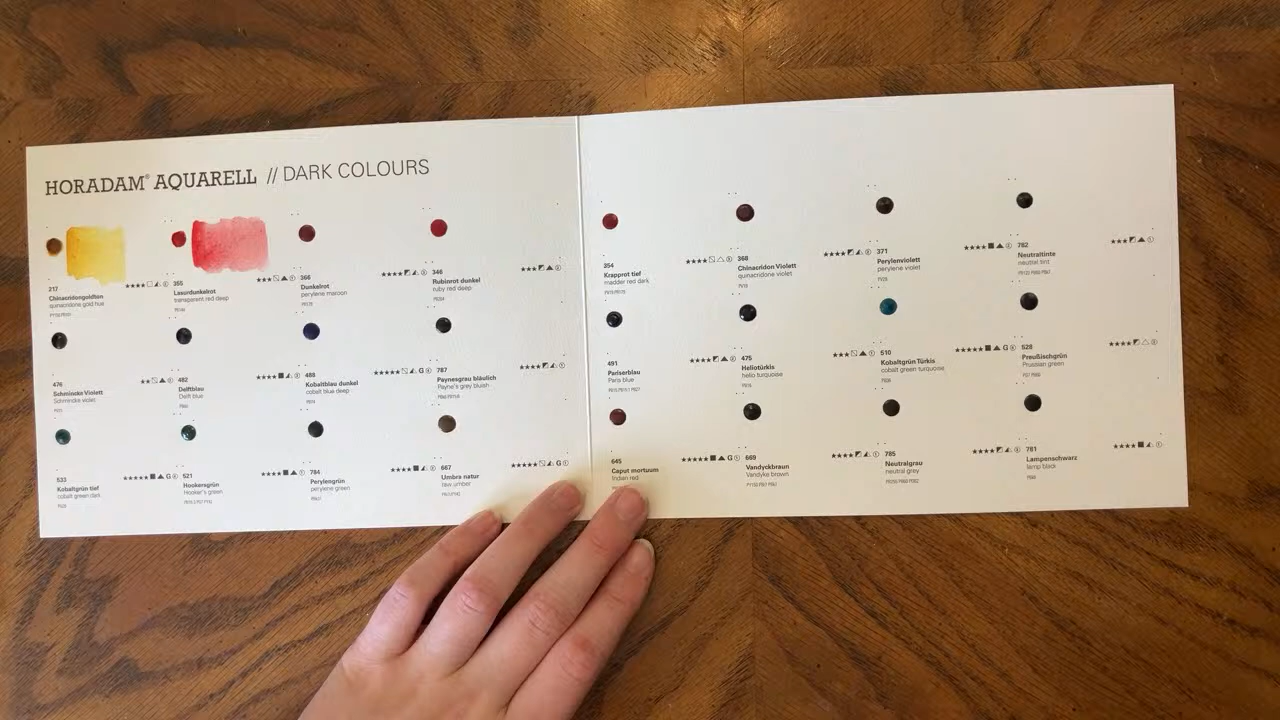 HORADAM® AQUARELL // DARK COLOURS
217
Chinacridongoldton
quinacridone gold hue
355
Lasurdunkelrot
transparent red deep
366
Dunkelrot
perylene maroon
346
Rubinrot dunkel
ruby red deep
354
Krapprot tief
madder red dark
368
Chinacridon Violett
quinacridone violet
371
Perylenviolett
perylene violet
782
Neutraltinte
neutral tint
476
Schmincke Violett
Schmincke violet
482
Delftblau
Delft blue
488
Kobaltblau dunkel
cobalt blue deep
787
Paynesgrau bläulich
Payne's grey bluish
491
Pariserblau
Paris blue
475
Heliotürkis
helio turquoise
510
Kobaltgrün Türkis
cobalt green turquoise
528
Preußischgrün
Prussian green
533
Kobaltgrün tief
cobalt green dark
521
Hookersgrün
Hooker's green
784
Perylengrün
perylene green
667
Umbra natur
raw umber
645
Caput mortuum
Indian red
669
Vandyckbraun
Vandyke brown
785
Neutralgrau
neutral grey
781
Lampenschwarz
lamp black